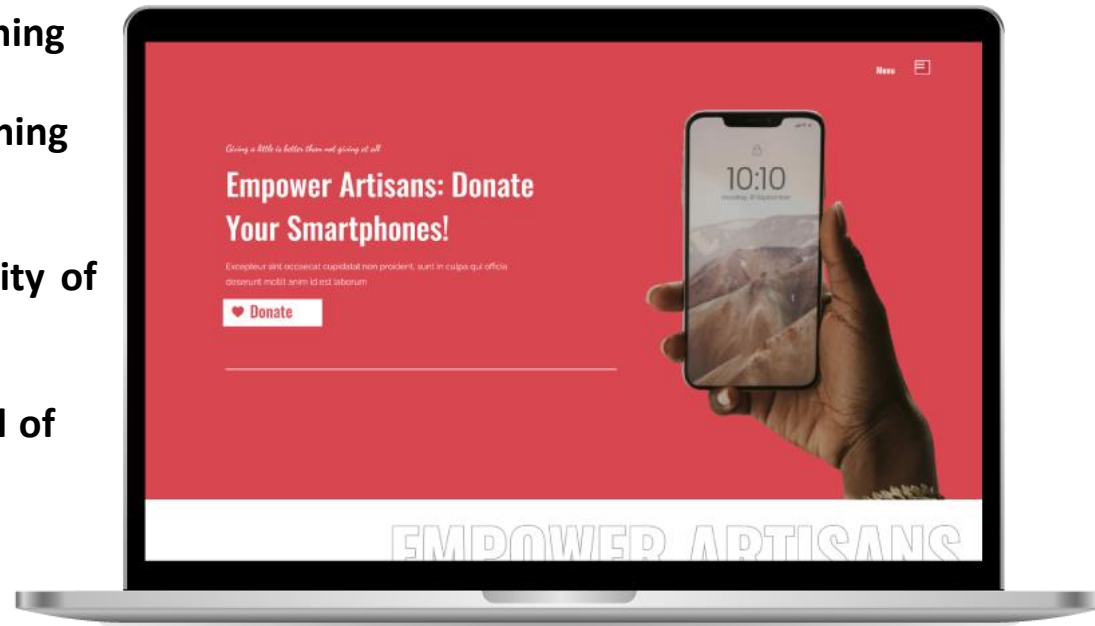 ning
ning
ity of
l of
Menu
Giving a little is better than not giving at all
Empower Artisans: Donate
Your Smartphones!
Excepteur sint occaecat cupidatat non proident, sunt in culpa qui officia
deserunt mollit anim id est laborum
Donate
10:10
EMPOWER ARTISANS